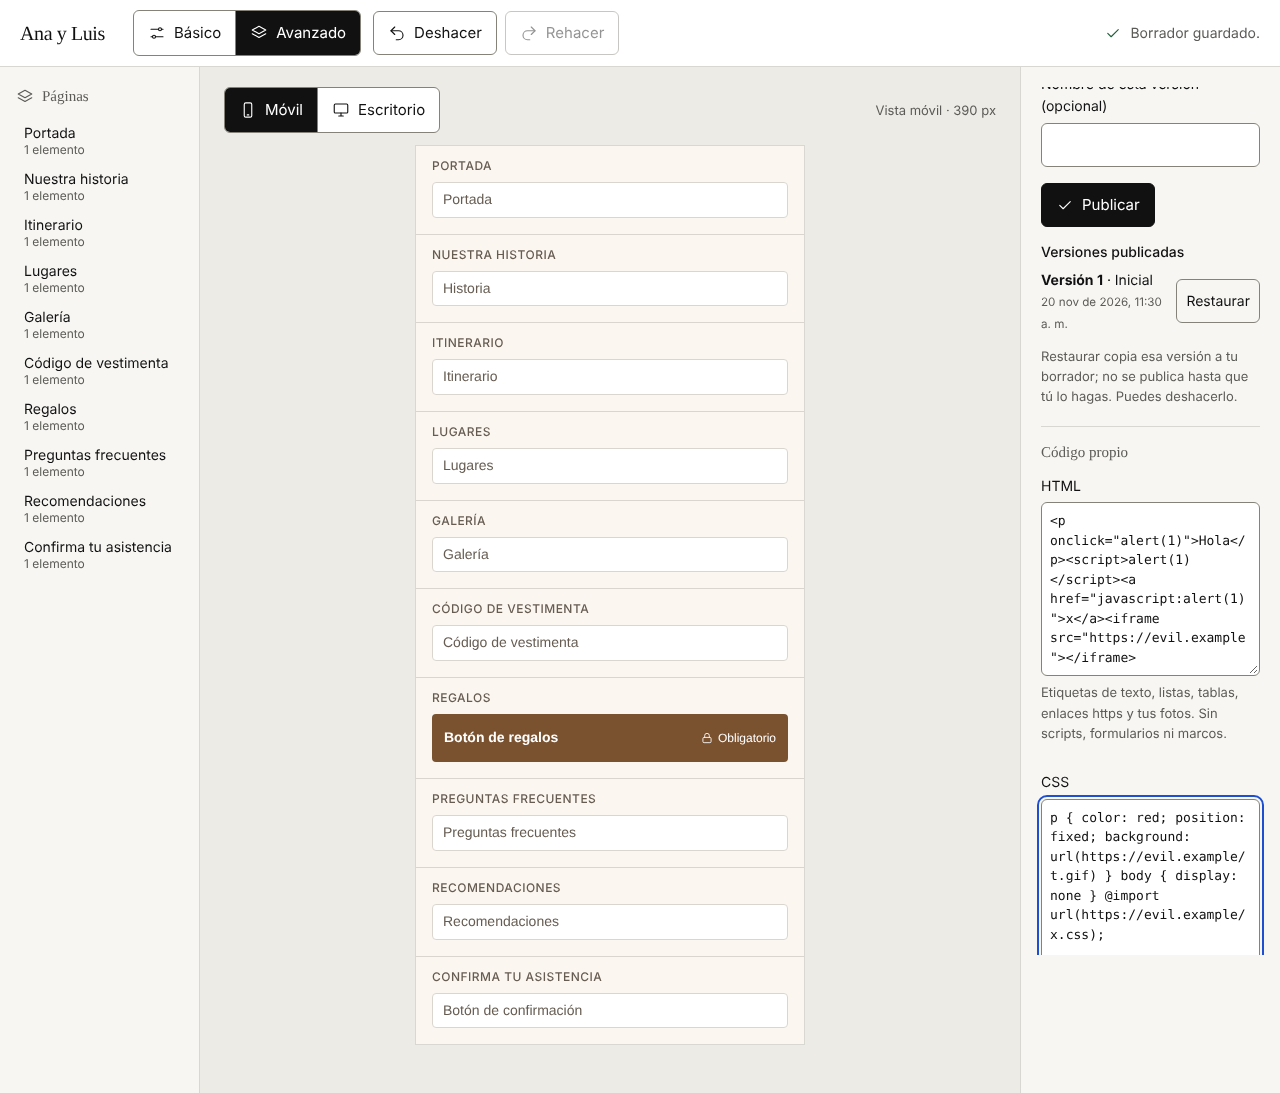 Ana y Luis
Básico
Avanzado
Deshacer
Rehacer
Borrador guardado.
Páginas
Portada
1 elemento
Nuestra historia
1 elemento
Itinerario
1 elemento
Lugares
1 elemento
Galería
1 elemento
Código de vestimenta
1 elemento
Regalos
1 elemento
Preguntas frecuentes
1 elemento
Recomendaciones
1 elemento
Confirma tu asistencia
1 elemento
Móvil
Escritorio
Vista móvil · 390 px
PORTADA
Portada
NUESTRA HISTORIA
Historia
ITINERARIO
Itinerario
LUGARES
Lugares
GALERÍA
Galería
CÓDIGO DE VESTIMENTA
Código de vestimenta
REGALOS
Botón de regalos
Obligatorio
PREGUNTAS FRECUENTES
Preguntas frecuentes
RECOMENDACIONES
Recomendaciones
CONFIRMA TU ASISTENCIA
Botón de confirmación
Nombre de esta versión
(opcional)
Publicar
Versiones publicadas
Versión 1 · Inicial
20 nov de 2026, 11:30
a. m.
Restaurar
Restaurar copia esa versión a tu
borrador; no se publica hasta que
tú lo hagas. Puedes deshacerlo.
Código propio
HTML
<p
onclick="alert(1)">Hola</
p><script>alert(1)
</script><a
href="javascript:alert(1)
">x</a><iframe
src="https://evil.example
"></iframe>
Etiquetas de texto, listas, tablas,
enlaces https y tus fotos. Sin
scripts, formularios ni marcos.
CSS
p { color: red; position:
fixed; background:
url(https://evil.example/
t.gif) } body { display:
none } @import
url(https://evil.example/
x.css);